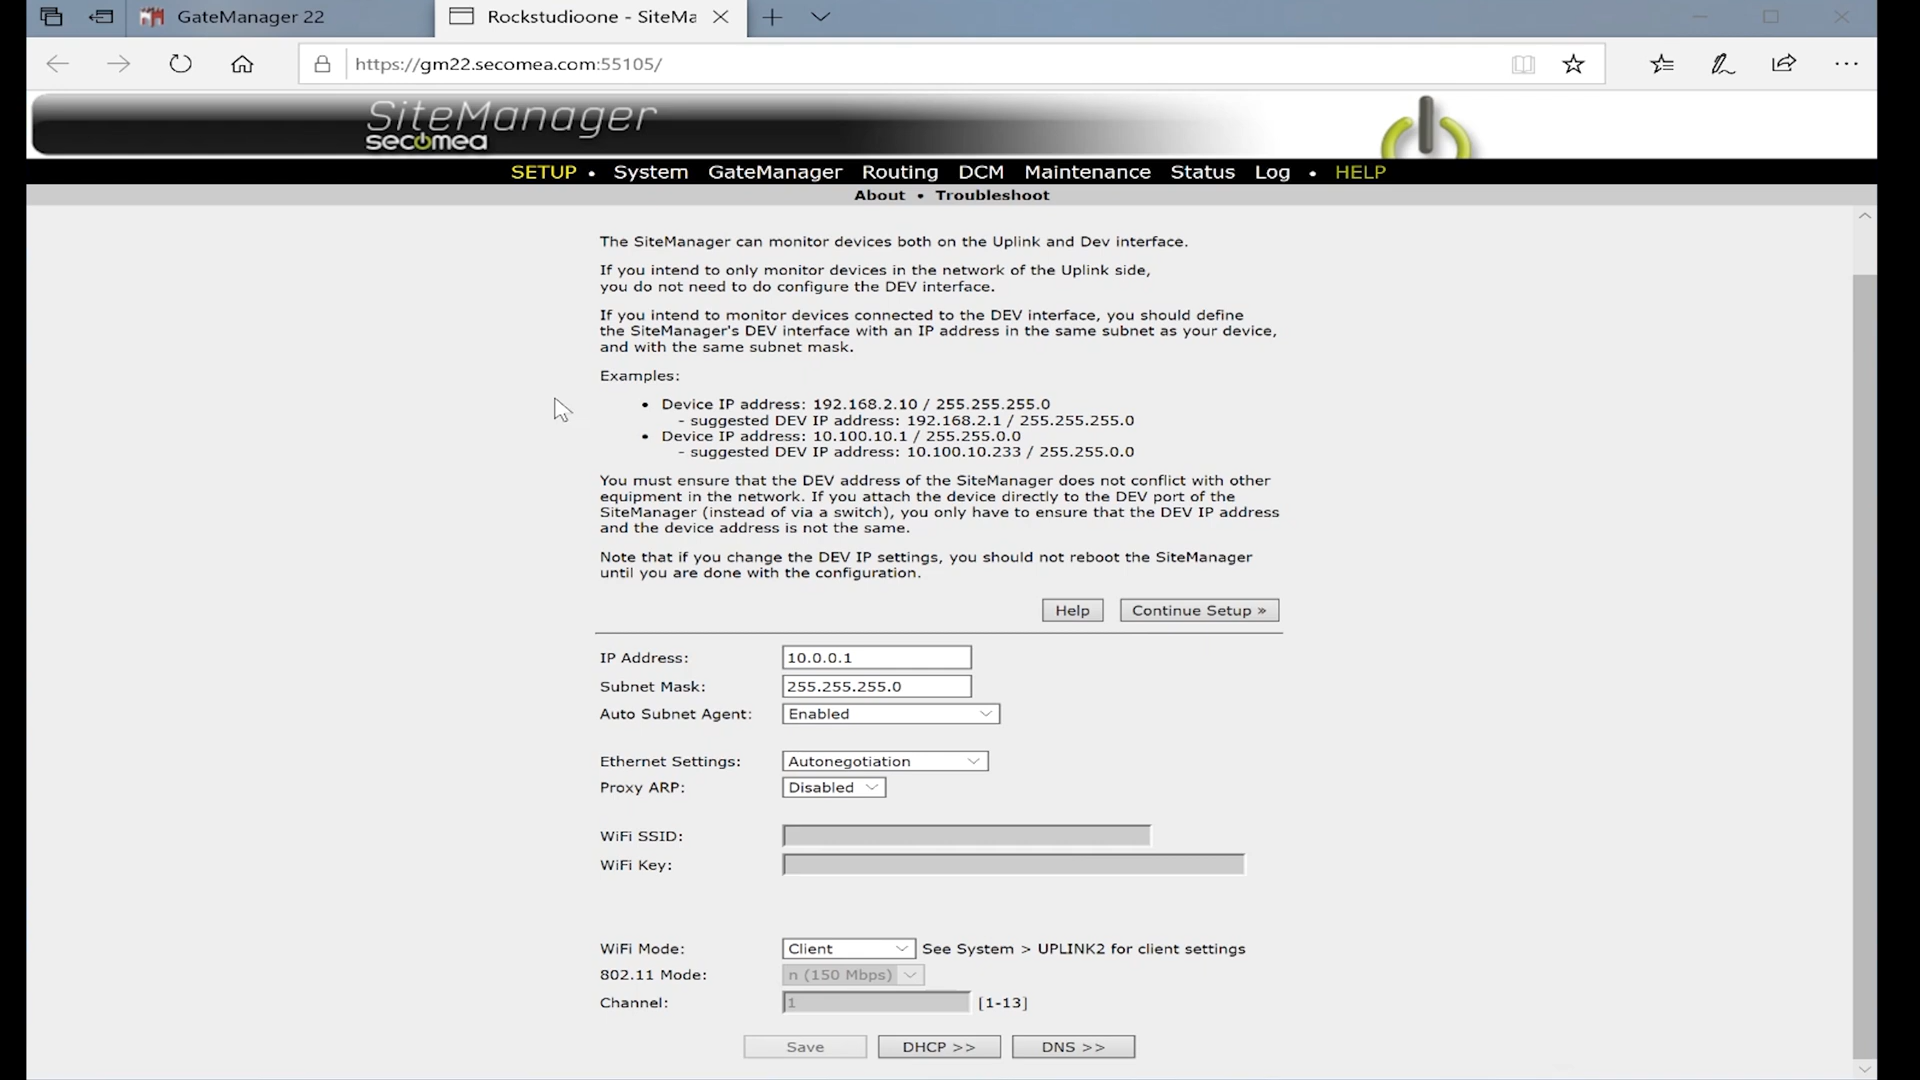 GateManager 22
Rockstudioone - SiteMa
https://gm22.secomea.com:55105/
SiteManager
secomea
SETUP • System GateManager Routing DCM Maintenance Status Log • HELP
About • Troubleshoot
The SiteManager can monitor devices both on the Uplink and Dev interface.
If you intend to only monitor devices in the network of the Uplink side,
you do not need to do configure the DEV interface.
If you intend to monitor devices connected to the DEV interface, you should define
the SiteManager's DEV interface with an IP address in the same subnet as your device,
and with the same subnet mask.
Examples:
• Device IP address: 192.168.2.10 / 255.255.255.0
- suggested DEV IP address: 192.168.2.1 / 255.255.255.0
• Device IP address: 10.100.10.1 / 255.255.0.0
- suggested DEV IP address: 10.100.10.233 / 255.255.0.0
You must ensure that the DEV address of the SiteManager does not conflict with other
equipment in the network. If you attach the device directly to the DEV port of the
SiteManager (instead of via a switch), you only have to ensure that the DEV IP address
and the device address is not the same.
Note that if you change the DEV IP settings, you should not reboot the SiteManager
until you are done with the configuration.
Help Continue Setup »
IP Address: 10.0.0.1
Subnet Mask: 255.255.255.0
Auto Subnet Agent: Enabled
Ethernet Settings: Autonegotiation
Proxy ARP: Disabled
WiFi SSID:
WiFi Key:
WiFi Mode: Client See System > UPLINK2 for client settings
802.11 Mode: n (150 Mbps)
Channel: 1 [1-13]
Save DHCP >> DNS >>